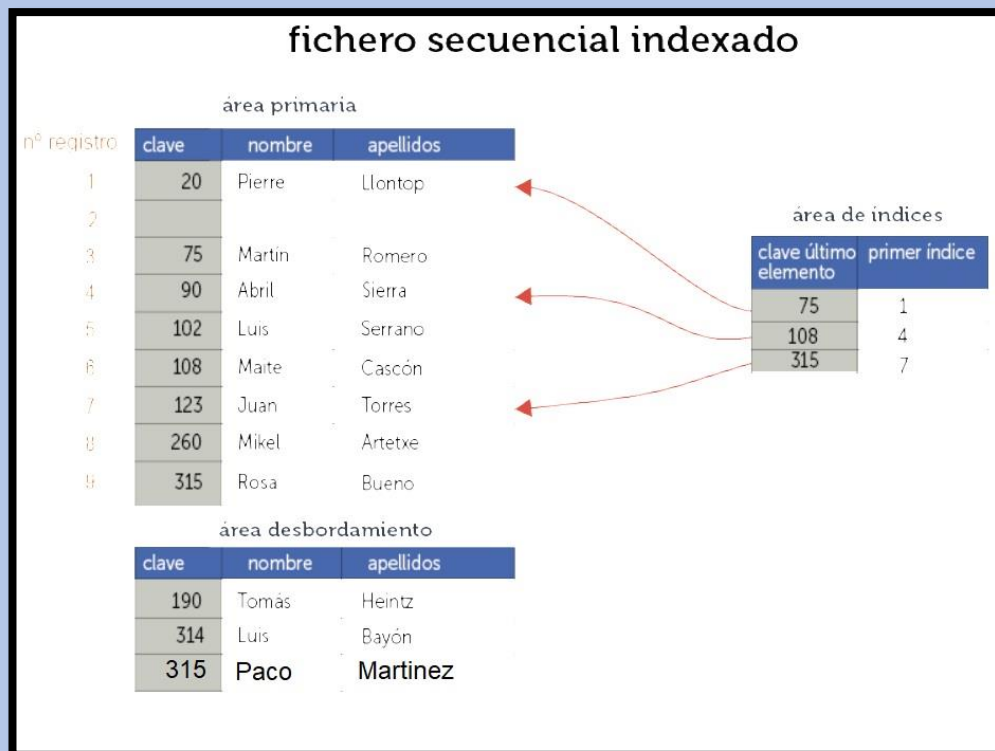 fichero secuencial indexado
área primaria
nº registro clave nombre apellidos
1 20 Pierre Llontop
2
3 75 Martín Romero
4 90 Abril Sierra
5 102 Luis Serrano
6 108 Maite Cascón
7 123 Juan Torres
8 260 Mikel Artetxe
9 315 Rosa Bueno
área de índices
clave último elemento primer índice
75 1
108 4
315 7
área desbordamiento
clave nombre apellidos
190 Tomás Heintz
314 Luis Bayón
315 Paco Martinez